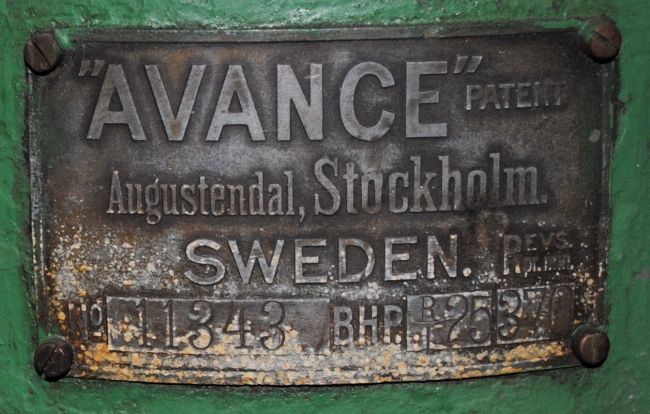 "AVANCE" PATENT
Augustendal, Stockholm.
SWEDEN. REVS.
No 11343 BHP. 25 370